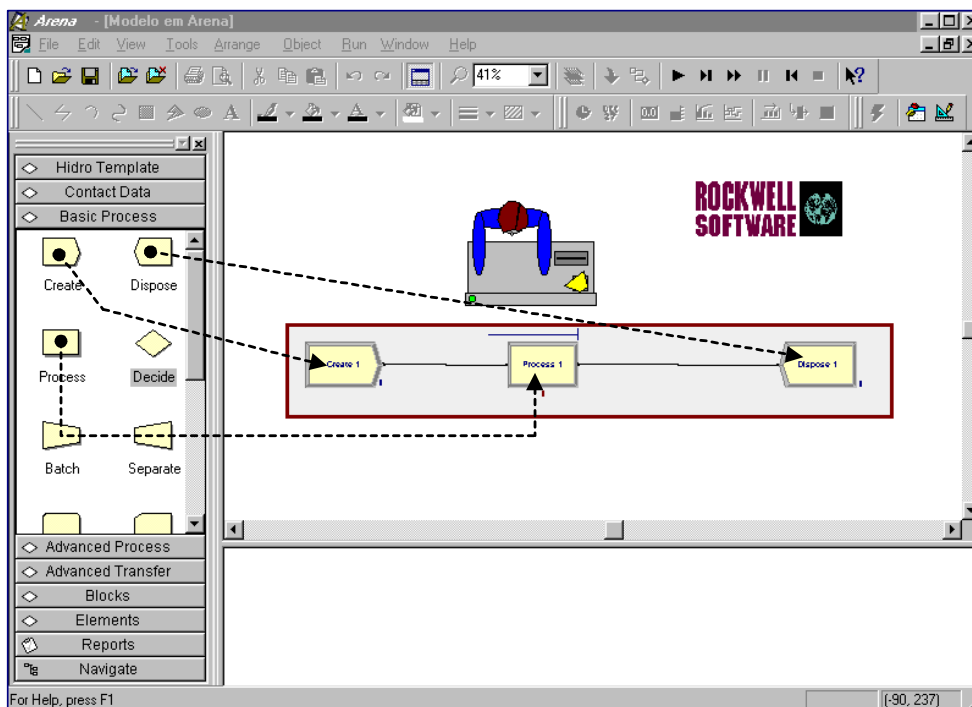 Arena - [Modelo em Arena]
File Edit View Tools Arrange Object Run Window Help
41%
A A
0.0
Hidro Template
Contact Data
Basic Process
Create Dispose
Process Decide
Batch Separate
Advanced Process
Advanced Transfer
Blocks
Elements
Reports
Navigate
ROCKWELL
SOFTWARE
Create 1 Process 1 Dispose 1
For Help, press F1 (-90, 237)